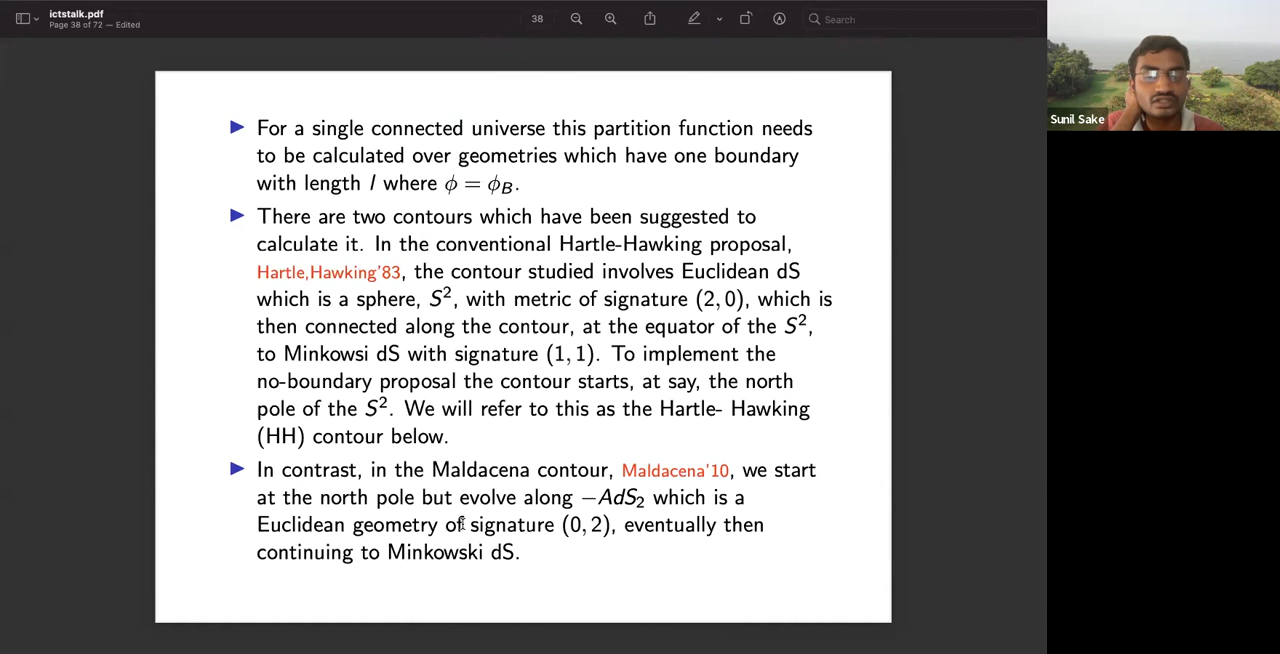 ictstalk.pdf
Page 38 of 72 — Edited
38
Search
Sunil Sake
▶ For a single connected universe this partition function needs
to be calculated over geometries which have one boundary
with length l where ϕ = ϕ_B.
▶ There are two contours which have been suggested to
calculate it. In the conventional Hartle-Hawking proposal,
Hartle,Hawking'83, the contour studied involves Euclidean dS
which is a sphere, S², with metric of signature (2, 0), which is
then connected along the contour, at the equator of the S²,
to Minkowsi dS with signature (1, 1). To implement the
no-boundary proposal the contour starts, at say, the north
pole of the S². We will refer to this as the Hartle- Hawking
(HH) contour below.
▶ In contrast, in the Maldacena contour, Maldacena'10, we start
at the north pole but evolve along −AdS₂ which is a
Euclidean geometry of signature (0, 2), eventually then
continuing to Minkowski dS.